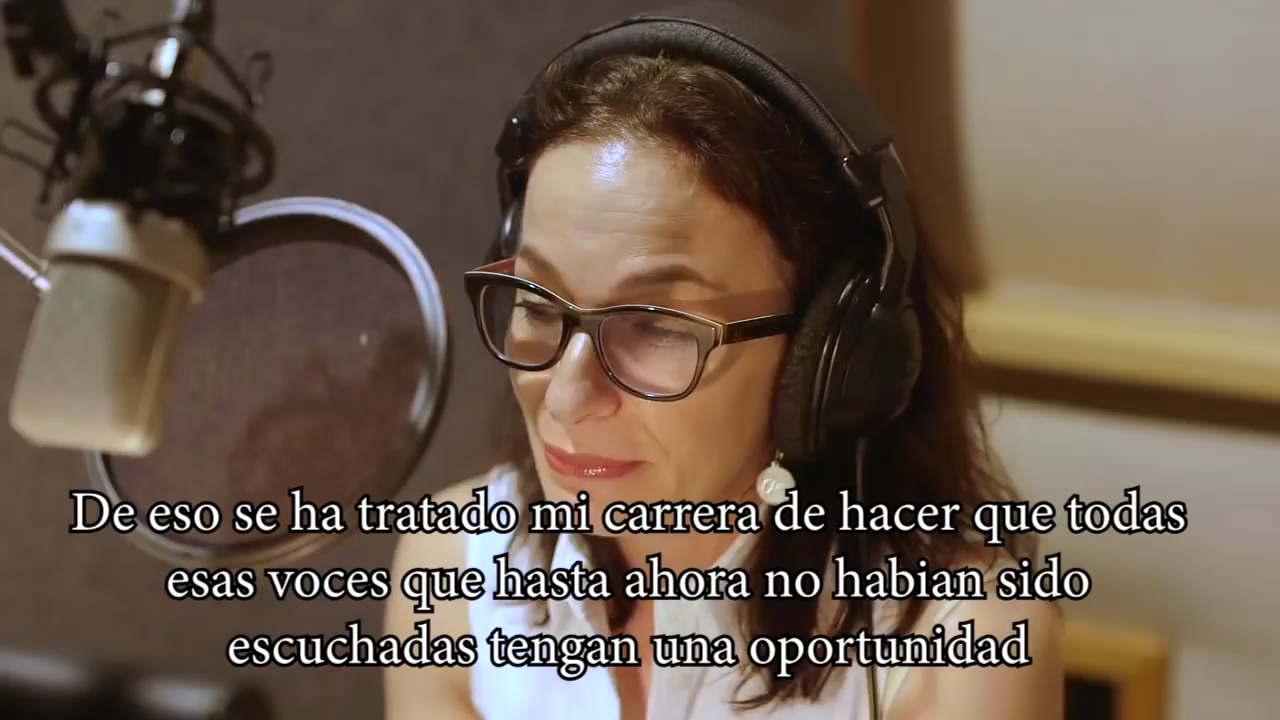 De eso se ha tratado mi carrera de hacer que todas
esas voces que hasta ahora no habian sido
escuchadas tengan una oportunidad